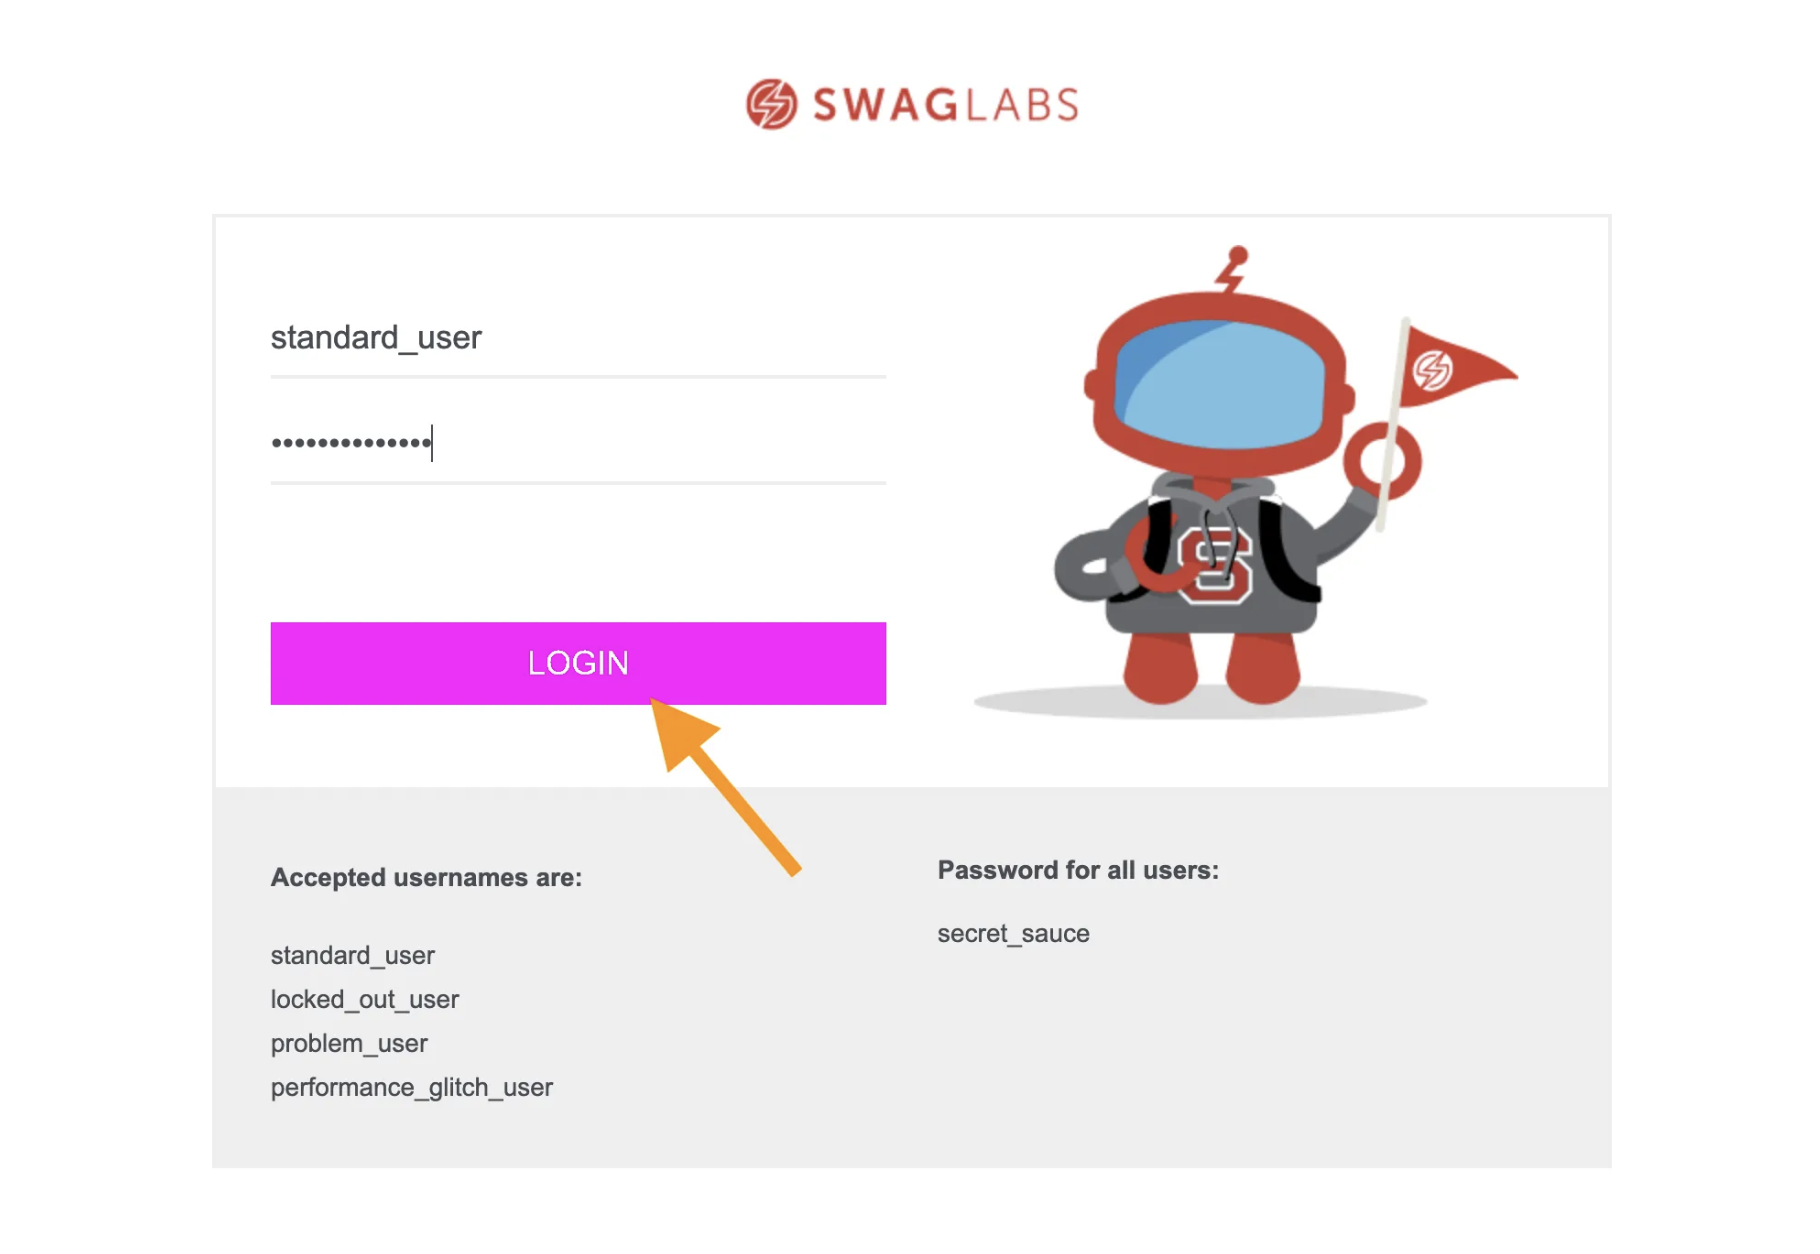 SWAGLABS
standard_user
••••••••••••••
LOGIN
S
Accepted usernames are:
standard_user
locked_out_user
problem_user
performance_glitch_user
Password for all users:
secret_sauce